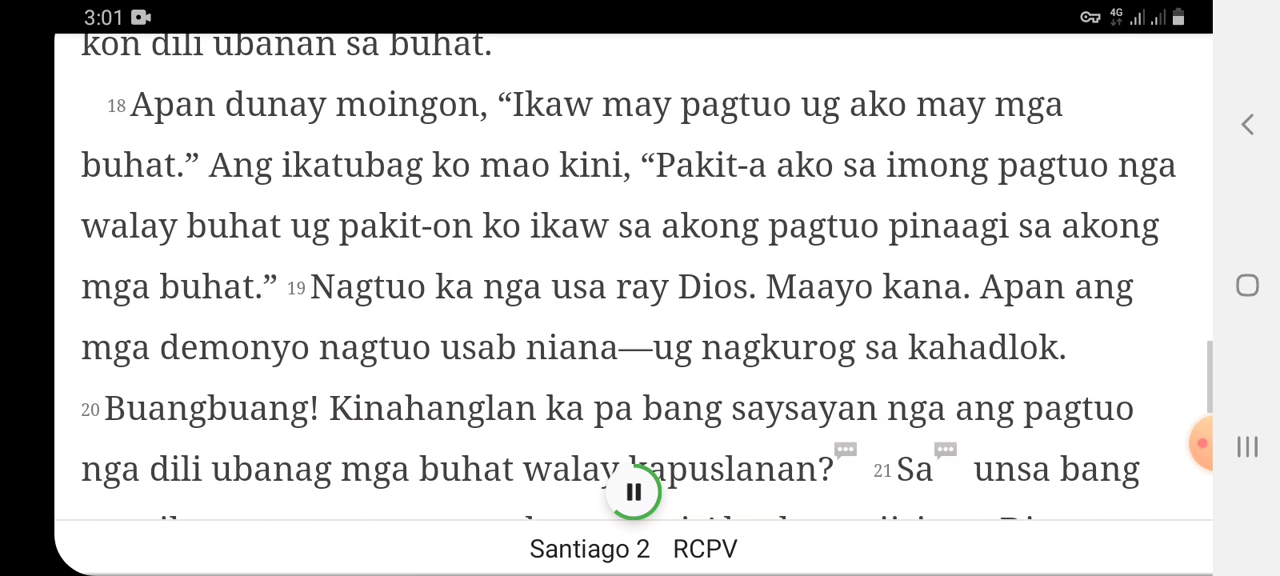 3:01
4G
kon dili ubanan sa buhat.
18 Apan dunay moingon, “Ikaw may pagtuo ug ako may mga
buhat.” Ang ikatubag ko mao kini, “Pakit-a ako sa imong pagtuo nga
walay buhat ug pakit-on ko ikaw sa akong pagtuo pinaagi sa akong
mga buhat.” 19 Nagtuo ka nga usa ray Dios. Maayo kana. Apan ang
mga demonyo nagtuo usab niana—ug nagkurog sa kahadlok.
20 Buangbuang! Kinahanglan ka pa bang saysayan nga ang pagtuo
nga dili ubanag mga buhat walay kapuslanan? 21 Sa unsa bang
Santiago 2 RCPV